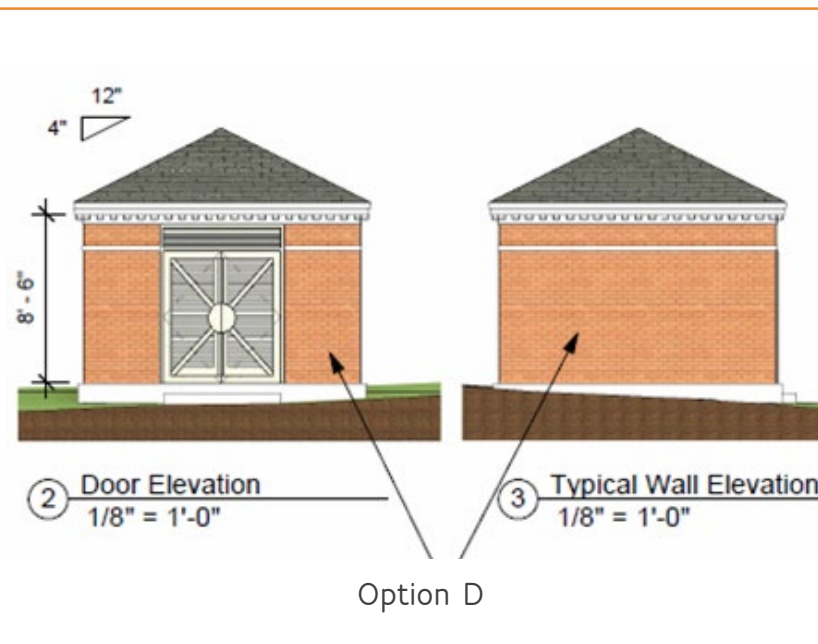 12"
4"
8' - 6"
2 Door Elevation
1/8" = 1'-0"
3 Typical Wall Elevation
1/8" = 1'-0"
Option D